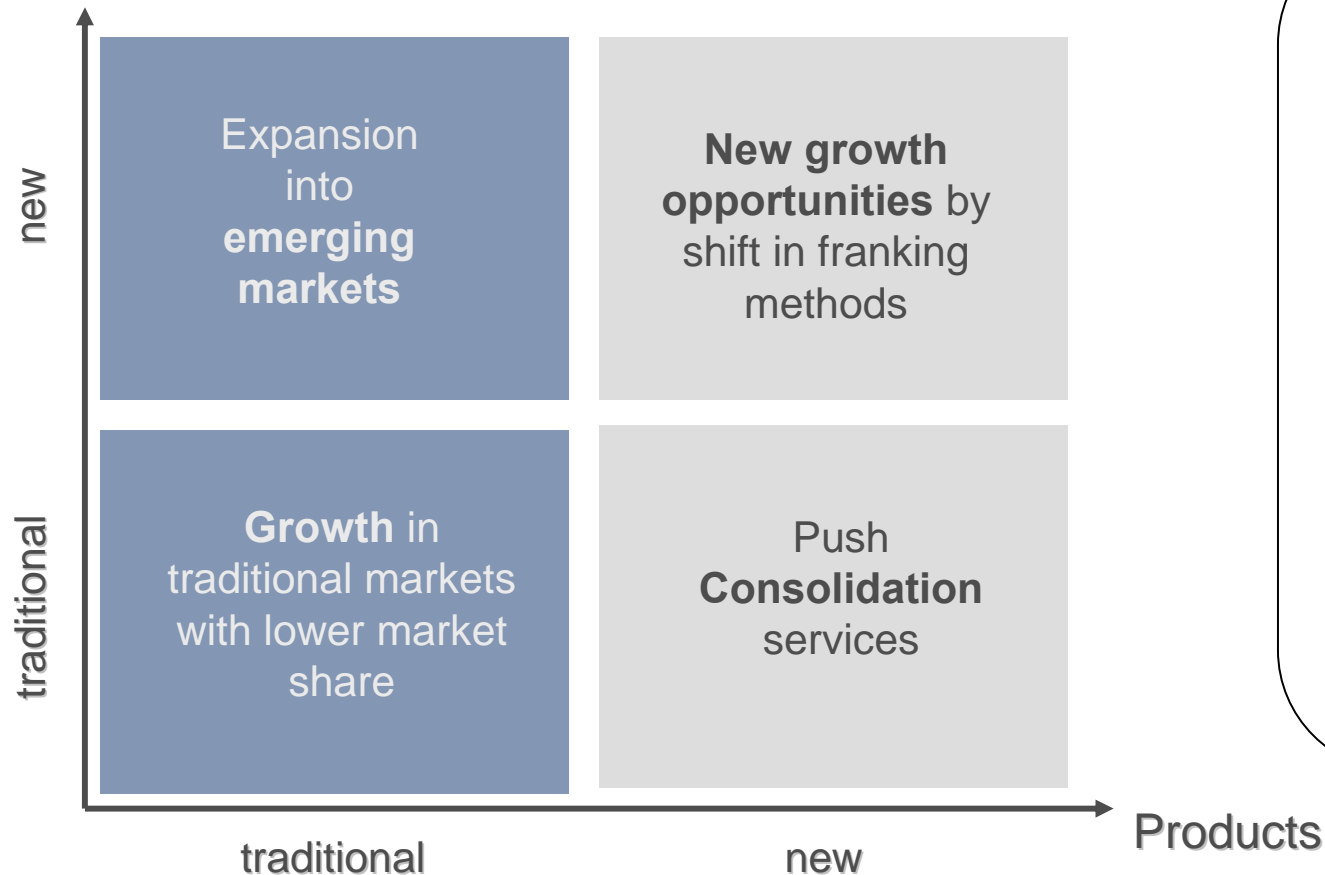 new
Expansion
into
emerging
markets
New growth
opportunities by
shift in franking
methods
traditional
Growth in
traditional markets
with lower market
share
Push
Consolidation
services
Products
traditional
new